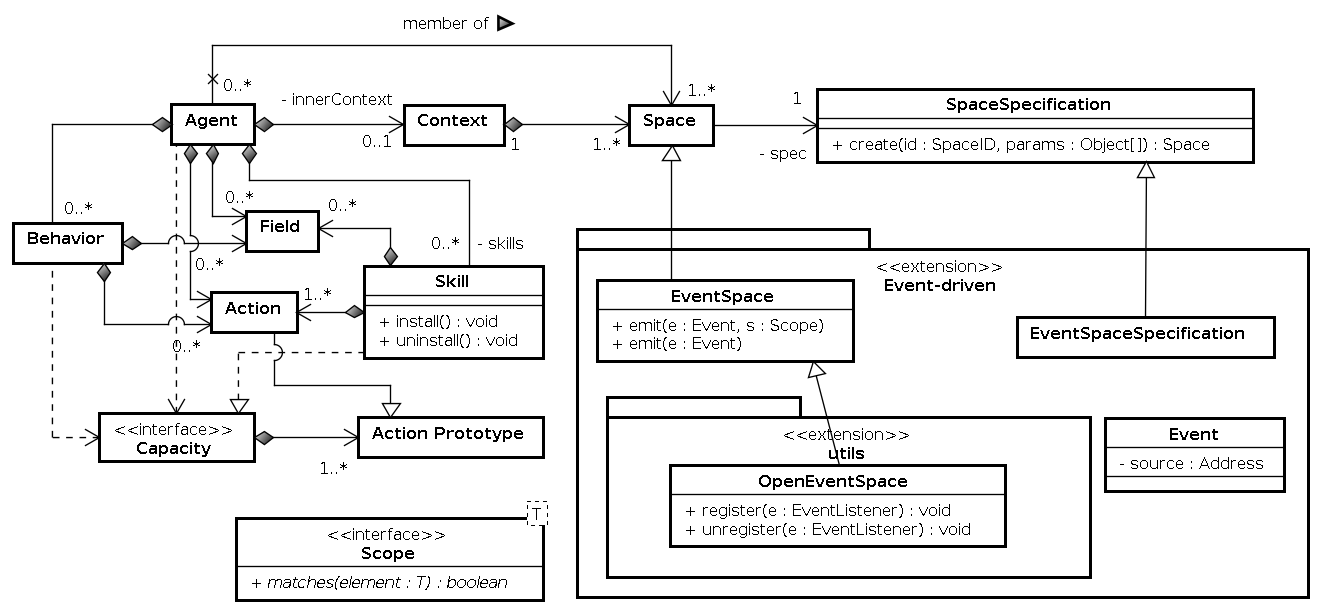 member of
0..*
1..*
- innerContext
0..1
1
1..*
1
- spec
Agent
Context
Space
SpaceSpecification
+ create(id : SpaceID, params : Object[]) : Space
0..*
Behavior
0..*
Field
0..*
0..*
- skills
0..*
Action
1..*
0..*
Skill
+ install() : void
+ uninstall() : void
<<interface>>
Capacity
1..*
Action Prototype
T
<<interface>>
Scope
+ matches(element : T) : boolean
<<extension>>
Event-driven
EventSpace
+ emit(e : Event, s : Scope)
+ emit(e : Event)
EventSpaceSpecification
<<extension>>
utils
OpenEventSpace
+ register(e : EventListener) : void
+ unregister(e : EventListener) : void
Event
- source : Address